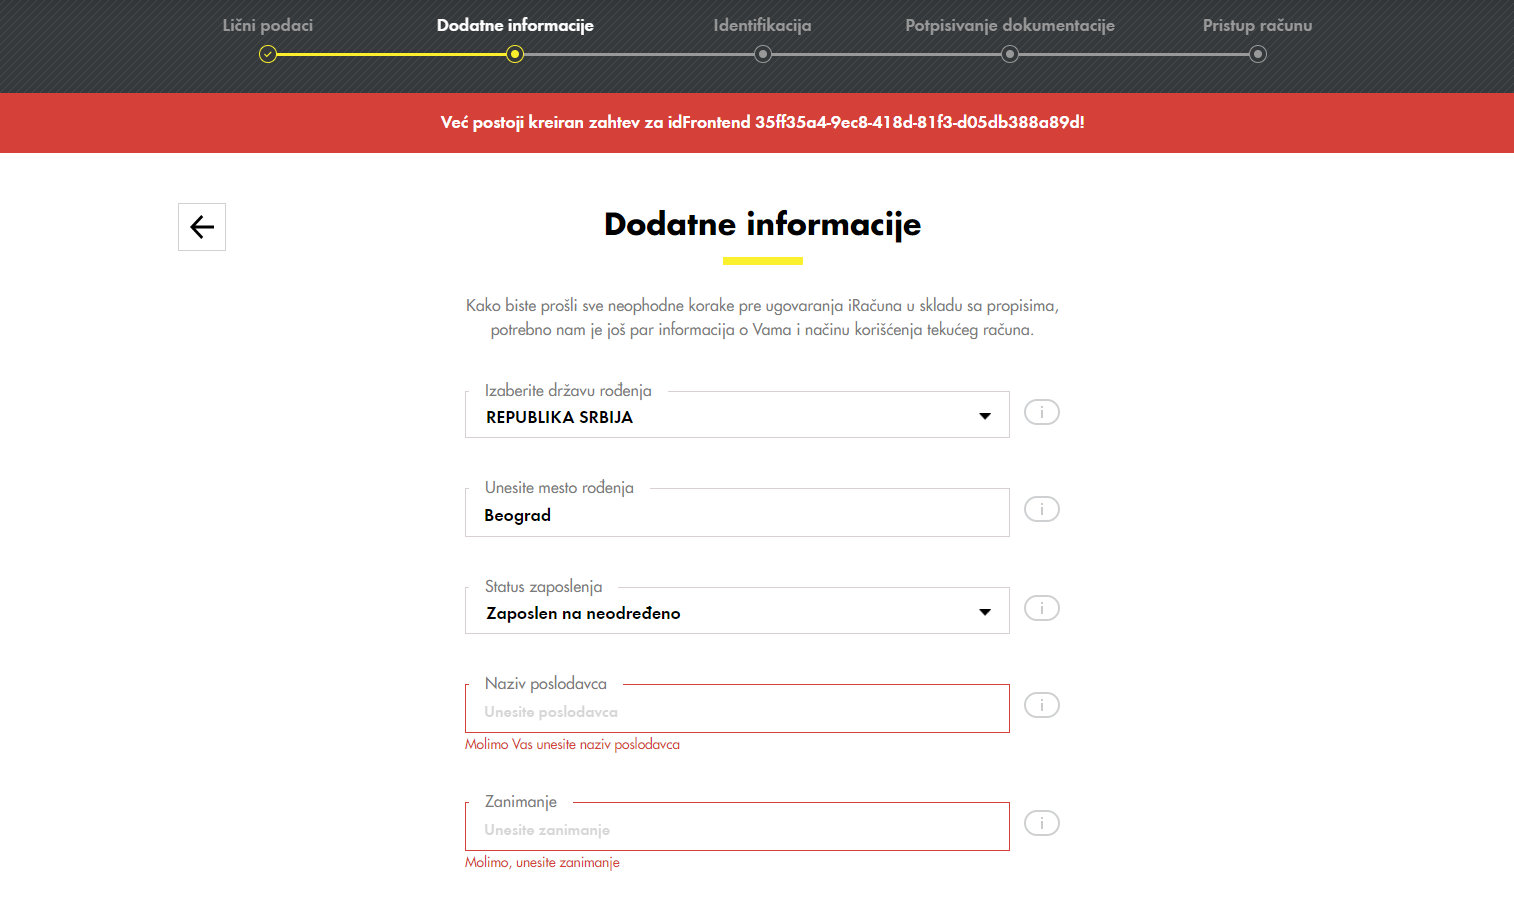 Lični podaci
Dodatne informacije
Identifikacija
Potpisivanje dokumentacije
Pristup računu
Već postoji kreiran zahtev za idFrontend 35ff35a4-9ec8-418d-81f3-d05db388a89d!
Dodatne informacije
Kako biste prošli sve neophodne korake pre ugovaranja iRačuna u skladu sa propisima,
potrebno nam je još par informacija o Vama i načinu korišćenja tekućeg računa.
Izaberite državu rođenja
REPUBLIKA SRBIJA
i
Unesite mesto rođenja
Beograd
i
Status zaposlenja
Zaposlen na neodređeno
i
Naziv poslodavca
Unesite poslodavca
i
Molimo Vas unesite naziv poslodavca
Zanimanje
Unesite zanimanje
i
Molimo, unesite zanimanje